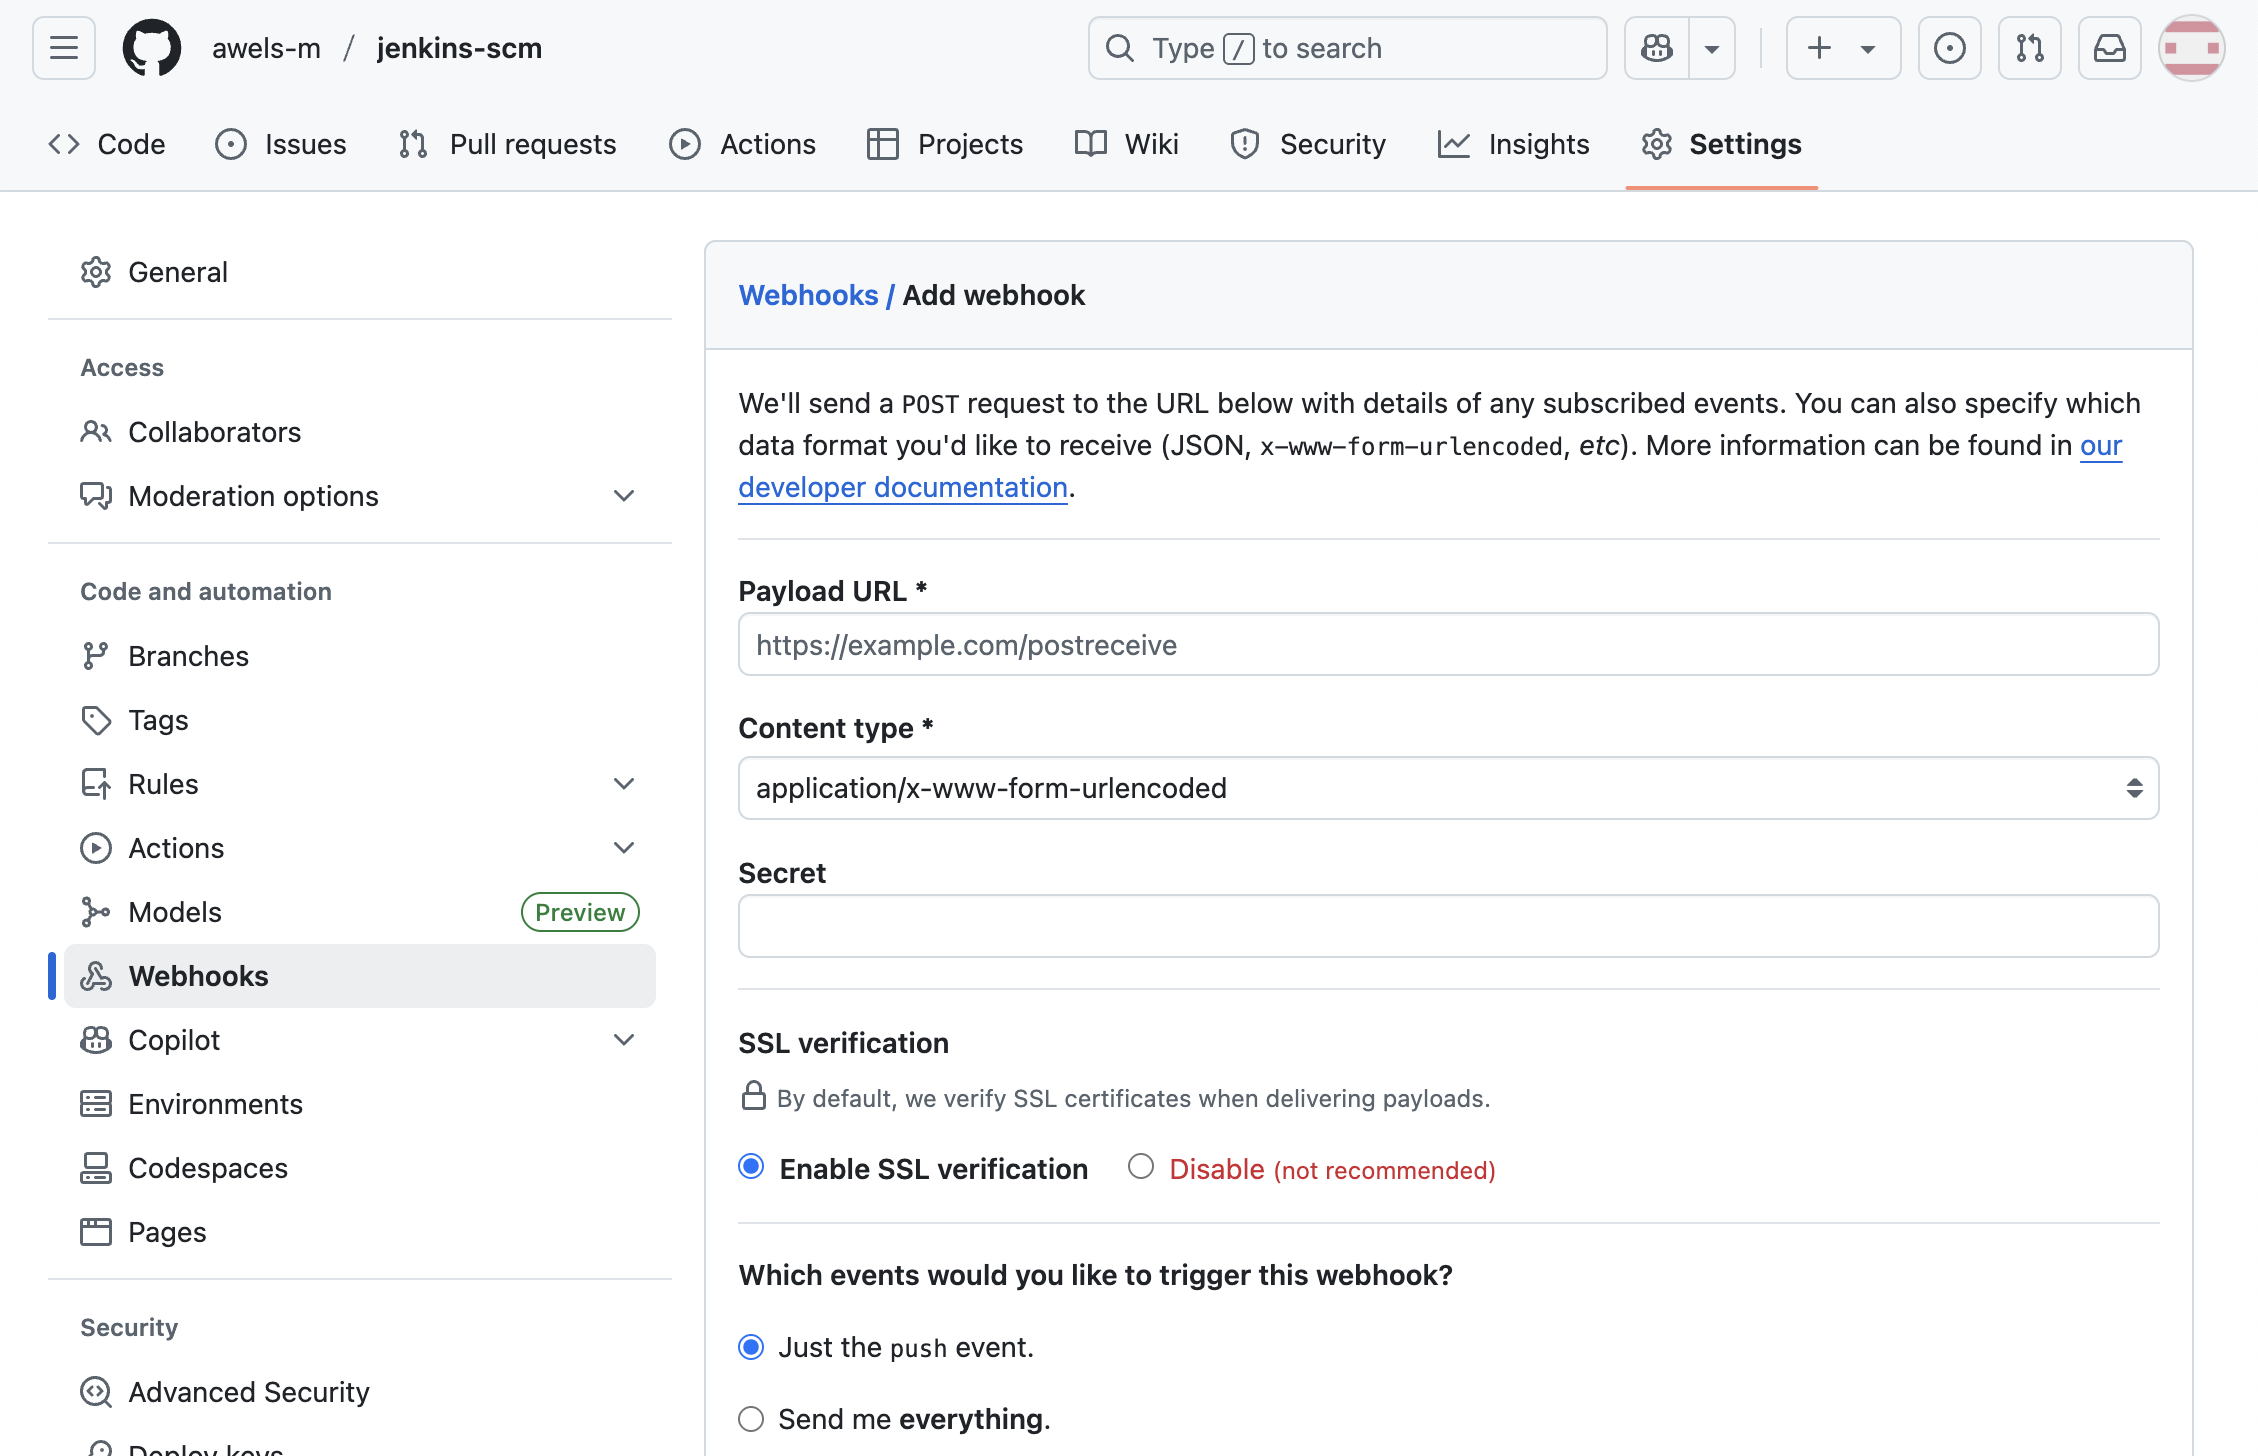 awels-m / jenkins-scm
Type / to search
Code
Issues
Pull requests
Actions
Projects
Wiki
Security
Insights
Settings
General
Access
Collaborators
Moderation options
Code and automation
Branches
Tags
Rules
Actions
Models Preview
Webhooks
Copilot
Environments
Codespaces
Pages
Security
Advanced Security
Deploy keys
Webhooks / Add webhook
We'll send a POST request to the URL below with details of any subscribed events. You can also specify which
data format you'd like to receive (JSON, x-www-form-urlencoded, etc). More information can be found in our
developer documentation.
Payload URL *
https://example.com/postreceive
Content type *
application/x-www-form-urlencoded
Secret
SSL verification
By default, we verify SSL certificates when delivering payloads.
Enable SSL verification
Disable (not recommended)
Which events would you like to trigger this webhook?
Just the push event.
Send me everything.